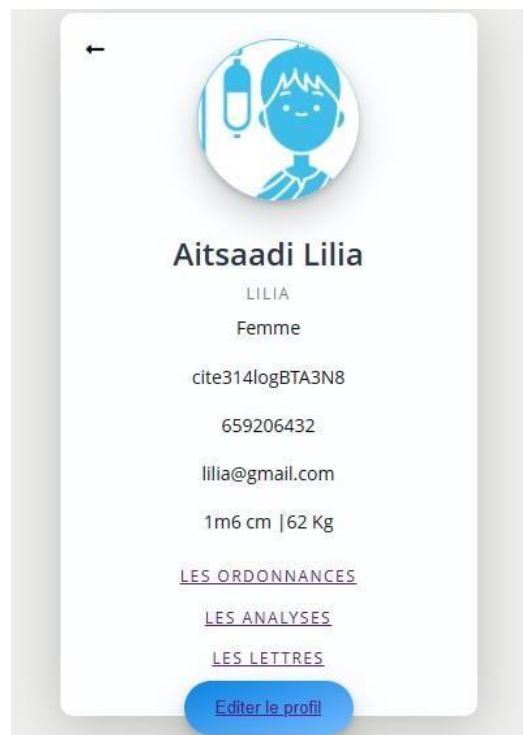 Aitsaadi Lilia
LILIA
Femme
cite314logBTA3N8
659206432
lilia@gmail.com
1m6 cm |62 Kg
LES ORDONNANCES
LES ANALYSES
LES LETTRES
Editer le profil